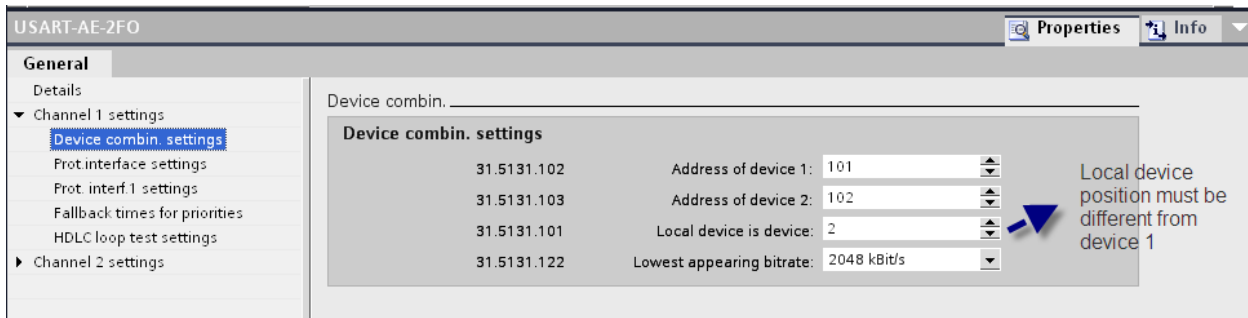 USART-AE-2FO
Properties
Info
General
Details
Channel 1 settings
Device combin. settings
Prot.interface settings
Prot. interf.1 settings
Fallback times for priorities
HDLC loop test settings
Channel 2 settings
Device combin.
Device combin. settings
31.5131.102 Address of device 1: 101
31.5131.103 Address of device 2: 102
31.5131.101 Local device is device: 2
31.5131.122 Lowest appearing bitrate: 2048 kBit/s
Local device
position must be
different from
device 1